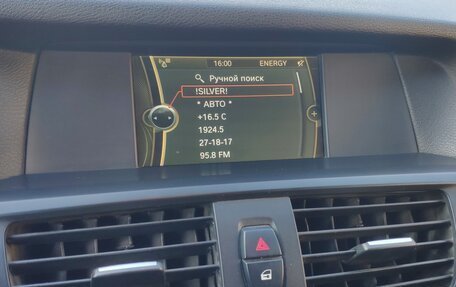 16:00 ENERGY
Ручной поиск
!SILVER!
* АВТО *
+16.5 C
1924.5
27-18-17
95.8 FM